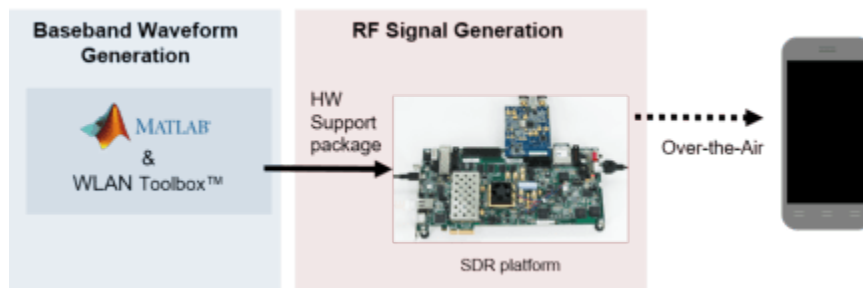 Baseband Waveform
Generation
MATLAB®
&
WLAN Toolbox™
RF Signal Generation
HW
Support
package
SDR platform
Over-the-Air